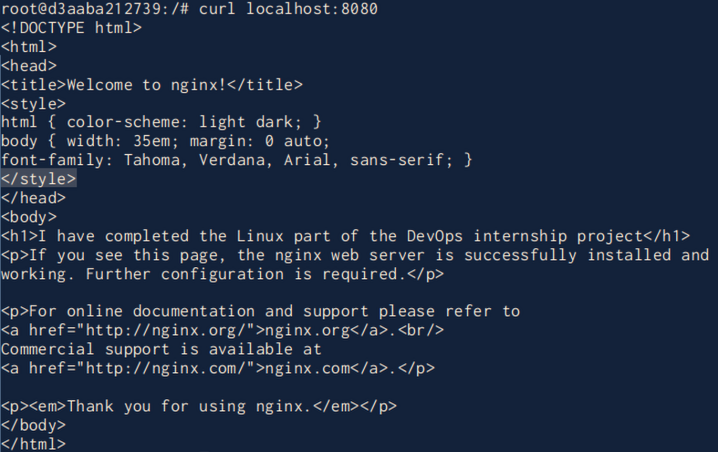 root@d3aaba212739:/# curl localhost:8080
<!DOCTYPE html>
<html>
<head>
<title>Welcome to nginx!</title>
<style>
html { color-scheme: light dark; }
body { width: 35em; margin: 0 auto;
font-family: Tahoma, Verdana, Arial, sans-serif; }
</style>
</head>
<body>
<h1>I have completed the Linux part of the DevOps internship project</h1>
<p>If you see this page, the nginx web server is successfully installed and
working. Further configuration is required.</p>

<p>For online documentation and support please refer to
<a href="http://nginx.org/">nginx.org</a>.<br/>
Commercial support is available at
<a href="http://nginx.com/">nginx.com</a>.</p>

<p><em>Thank you for using nginx.</em></p>
</body>
</html>